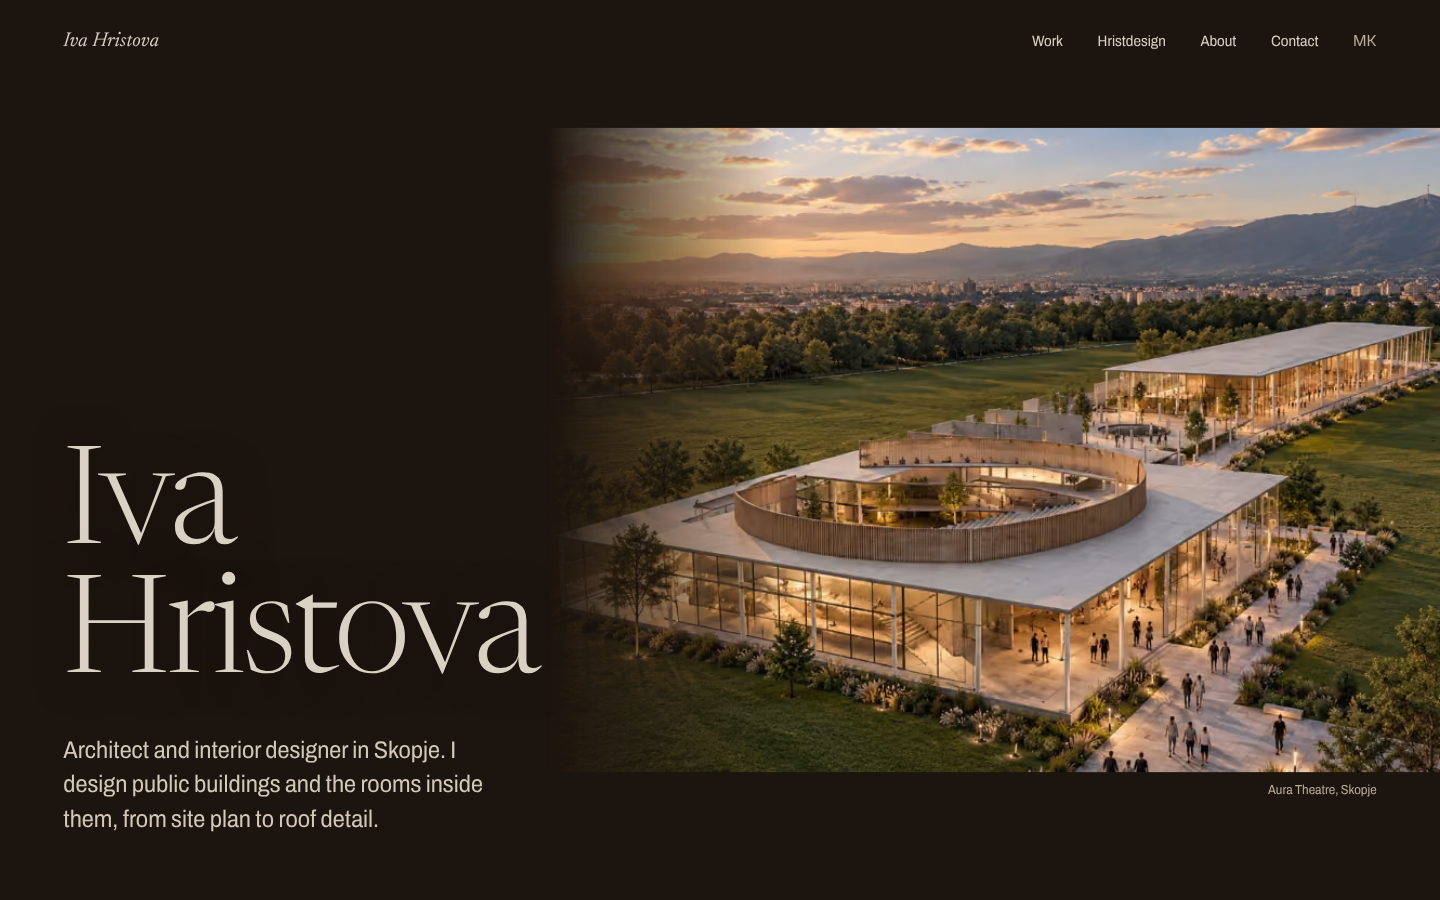 Iva Hristova
Work
Hristdesign
About
Contact
MK
Iva
Hristova
Architect and interior designer in Skopje. I
design public buildings and the rooms inside
them, from site plan to roof detail.
Aura Theatre, Skopje